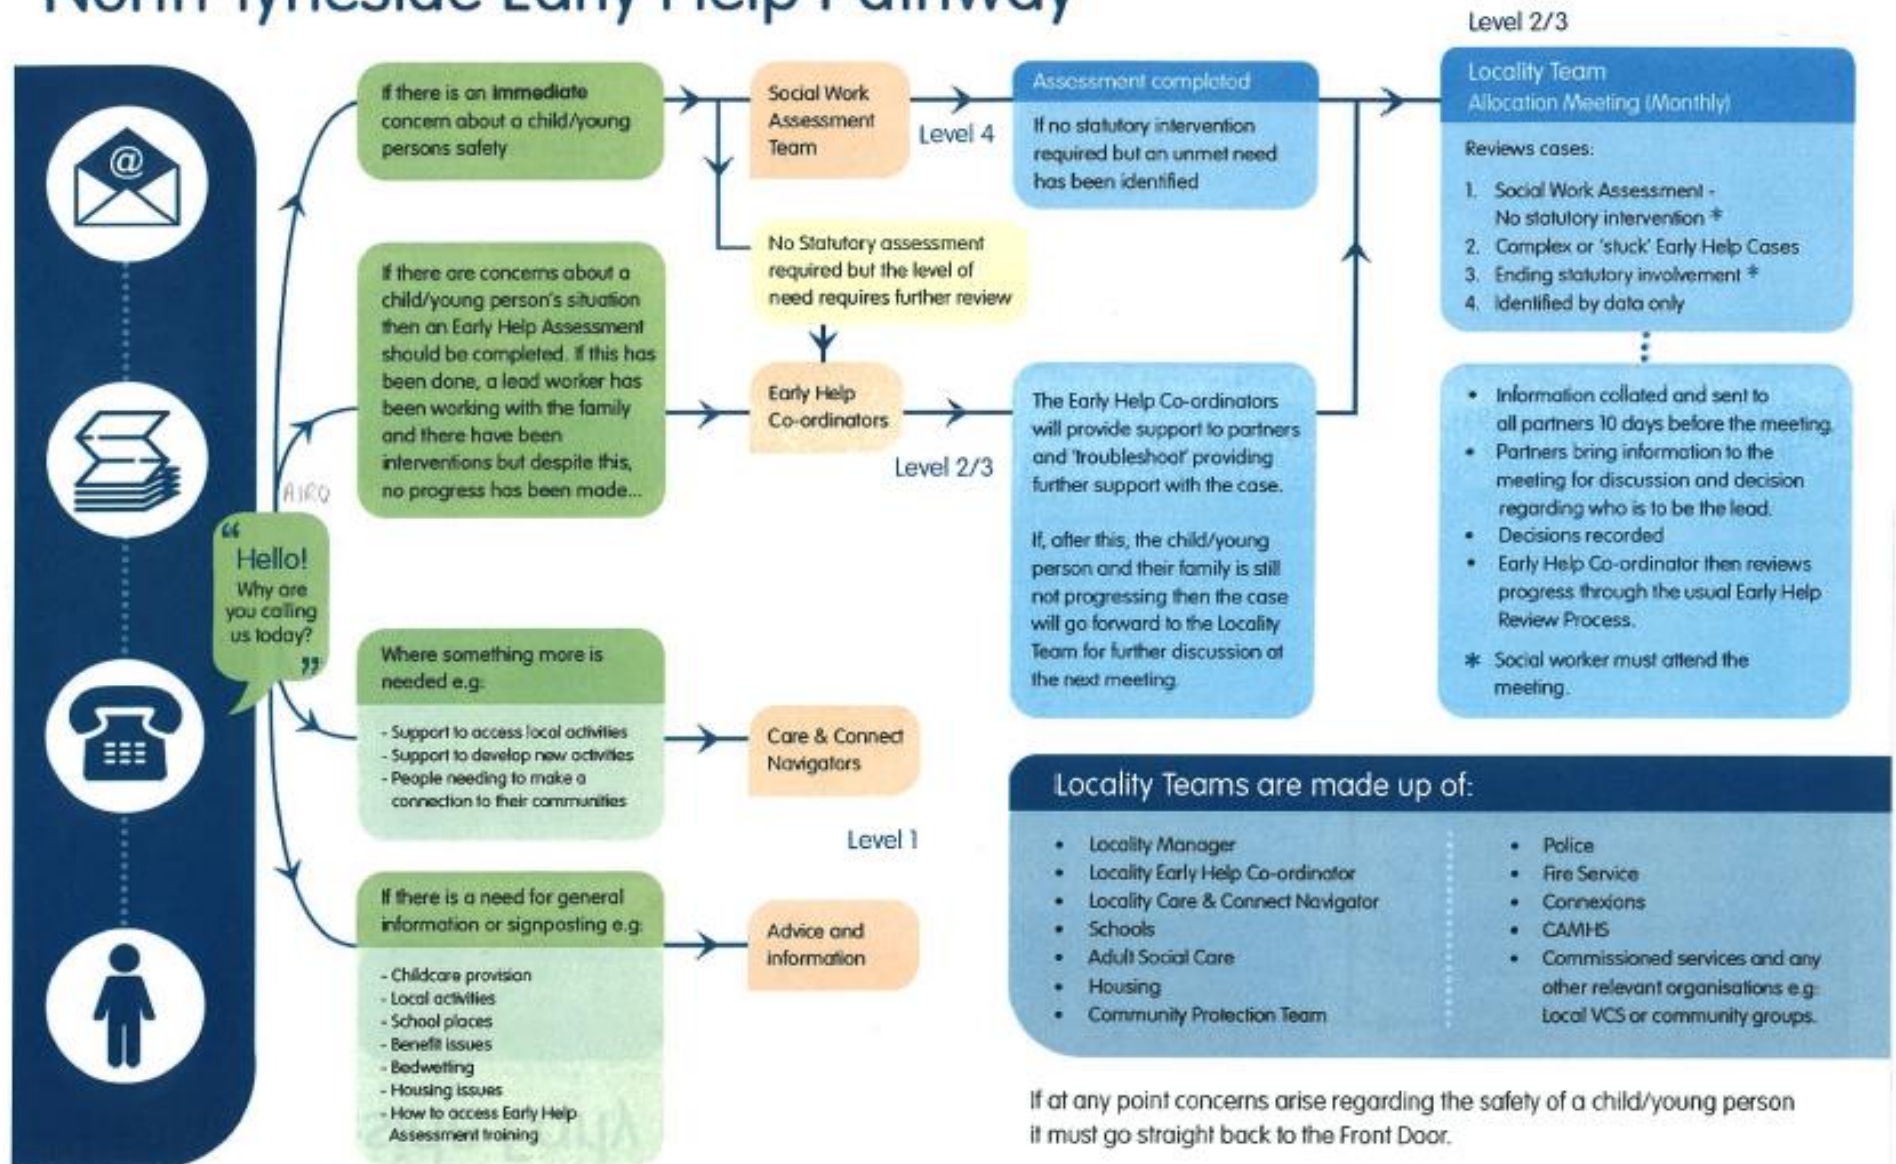 North Tyneside Early Help Pathway
Level 2/3
@
If there is an immediate
concern about a child/young
persons safety
Social Work
Assessment
Team
Level 4
Assessment completed
If no statutory intervention
required but an unmet need
has been identified
Locality Team
Allocation Meeting (Monthly)
Reviews cases:
1. Social Work Assessment -
No statutory intervention *
2. Complex or 'stuck' Early Help Cases
3. Ending statutory involvement *
4. Identified by data only
No Statutory assessment
required but the level of
need requires further review
If there are concerns about a
child/young person's situation
then an Early Help Assessment
should be completed. If this has
been done, a lead worker has
been working with the family
and there have been
interventions but despite this,
no progress has been made...
Early Help
Co-ordinators
Level 2/3
The Early Help Co-ordinators
will provide support to partners
and 'troubleshoot' providing
further support with the case.
If, after this, the child/young
person and their family is still
not progressing then the case
will go forward to the Locality
Team for further discussion at
the next meeting.
• Information collated and sent to
all partners 10 days before the meeting.
• Partners bring information to the
meeting for discussion and decision
regarding who is to be the lead.
• Decisions recorded
• Early Help Co-ordinator then reviews
progress through the usual Early Help
Review Process.
* Social worker must attend the
meeting.
“
Hello!
Why are
you calling
us today?
”
Where something more is
needed e.g:
- Support to access local activities
- Support to develop new activities
- People needing to make a
connection to their communities
Care & Connect
Navigators
Level 1
If there is a need for general
information or signposting e.g:
- Childcare provision
- Local activities
- School places
- Benefit issues
- Bedwetting
- Housing issues
- How to access Early Help
Assessment training
Advice and
information
Locality Teams are made up of:
• Locality Manager
• Locality Early Help Co-ordinator
• Locality Care & Connect Navigator
• Schools
• Adult Social Care
• Housing
• Community Protection Team
• Police
• Fire Service
• Connexions
• CAMHS
• Commissioned services and any
other relevant organisations e.g:
Local VCS or community groups.
If at any point concerns arise regarding the safety of a child/young person
it must go straight back to the Front Door.